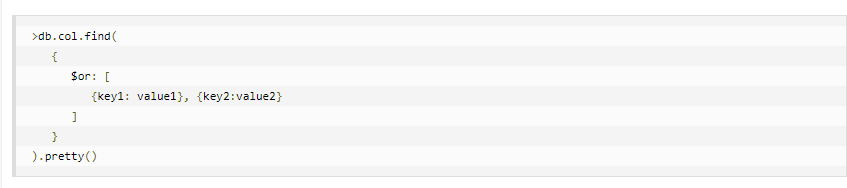 >db.col.find(
{
$or: [
{key1: value1}, {key2:value2}
]
}
).pretty()